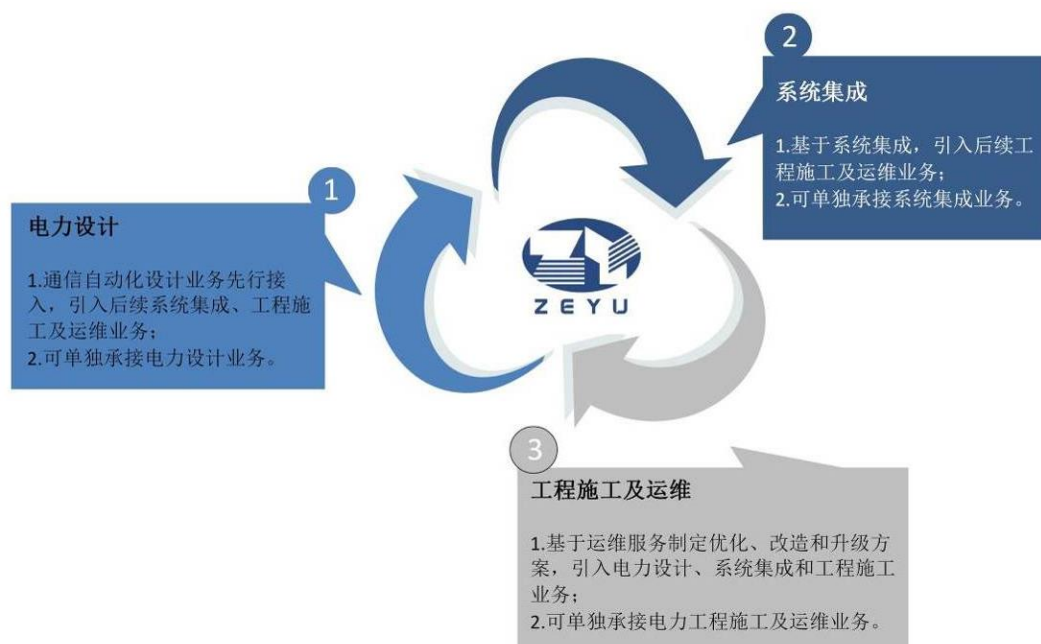 1
电力设计
1.通信自动化设计业务先行接
入，引入后续系统集成、工程施
工及运维业务；
2.可单独承接电力设计业务。
2
系统集成
1.基于系统集成，引入后续工
程施工及运维业务；
2.可单独承接系统集成业务。
ZEYU
3
工程施工及运维
1.基于运维服务制定优化、改造和升级方
案，引入电力设计、系统集成和工程施工
业务；
2.可单独承接电力工程施工及运维业务。